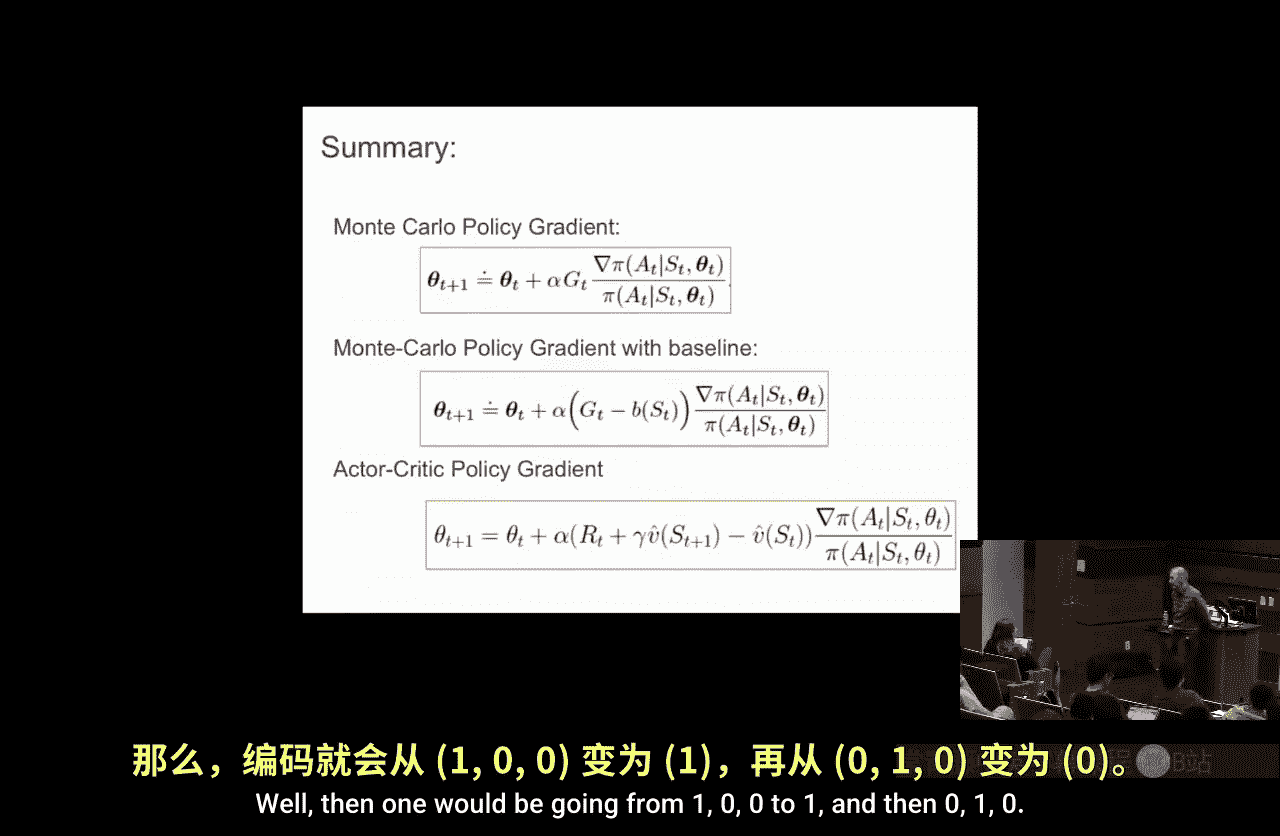 Summary:
Monte Carlo Policy Gradient:
θ_{t+1} ≐ θ_t + αG_t ∇π(A_t|S_t, θ_t) / π(A_t|S_t, θ_t)
Monte-Carlo Policy Gradient with baseline:
θ_{t+1} ≐ θ_t + α(G_t − b(S_t)) ∇π(A_t|S_t, θ_t) / π(A_t|S_t, θ_t)
Actor-Critic Policy Gradient
θ_{t+1} = θ_t + α(R_t + γv̂(S_{t+1}) − v̂(S_t)) ∇π(A_t|S_t, θ_t) / π(A_t|S_t, θ_t)
那么，编码就会从 (1, 0, 0) 变为 (1)，再从 (0, 1, 0) 变为 (0)。
B站
Well, then one would be going from 1, 0, 0 to 1, and then 0, 1, 0.